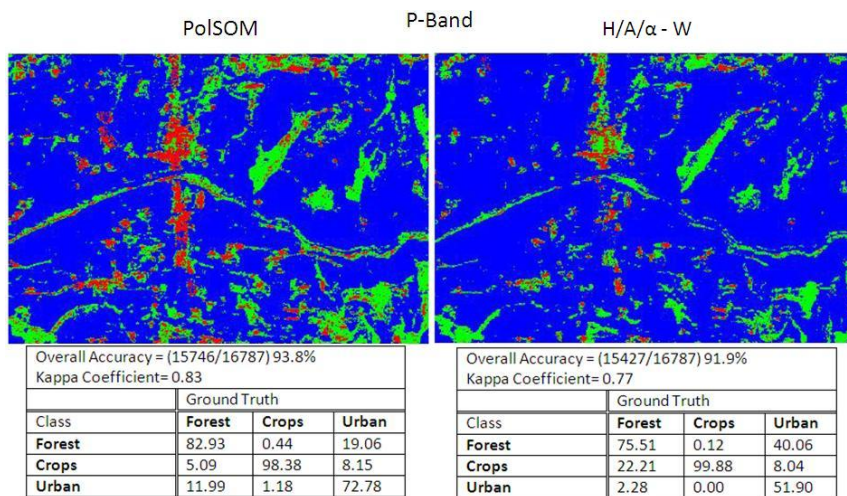 P-Band
PolSOM
H/A/α - W
Overall Accuracy = (15746/16787) 93.8%
Kappa Coefficient= 0.83
Ground Truth
Class Forest Crops Urban
Forest 82.93 0.44 19.06
Crops 5.09 98.38 8.15
Urban 11.99 1.18 72.78
Overall Accuracy = (15427/16787) 91.9%
Kappa Coefficient= 0.77
Ground Truth
Class Forest Crops Urban
Forest 75.51 0.12 40.06
Crops 22.21 99.88 8.04
Urban 2.28 0.00 51.90